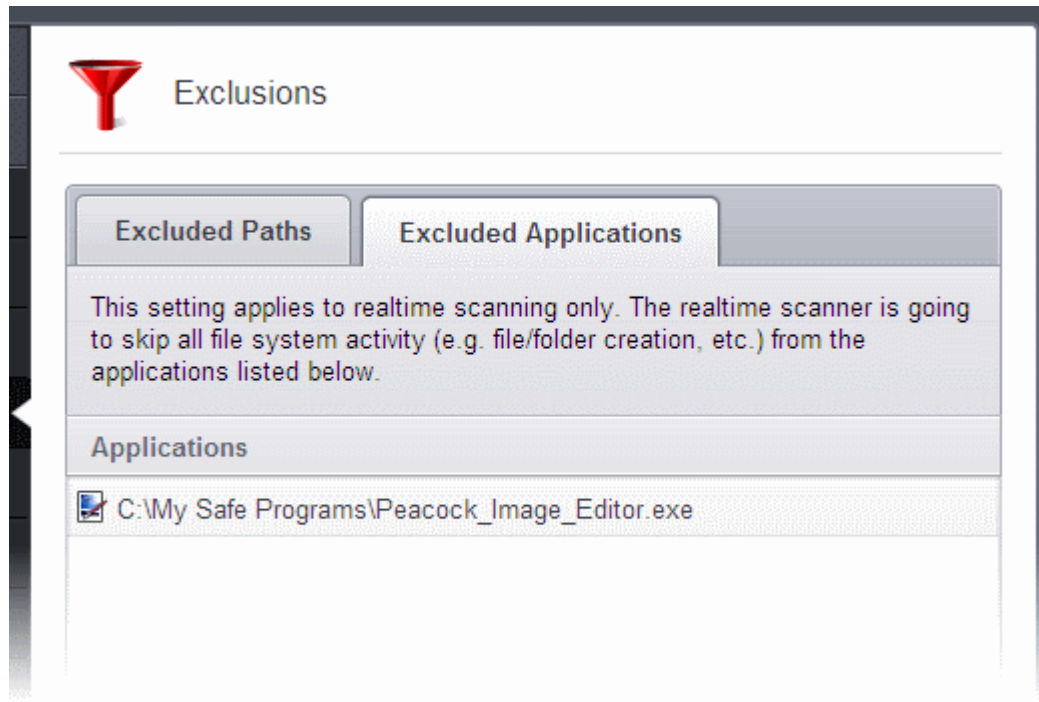 Exclusions
Excluded Paths
Excluded Applications
This setting applies to realtime scanning only. The realtime scanner is going
to skip all file system activity (e.g. file/folder creation, etc.) from the
applications listed below.
Applications
C:\My Safe Programs\Peacock_Image_Editor.exe